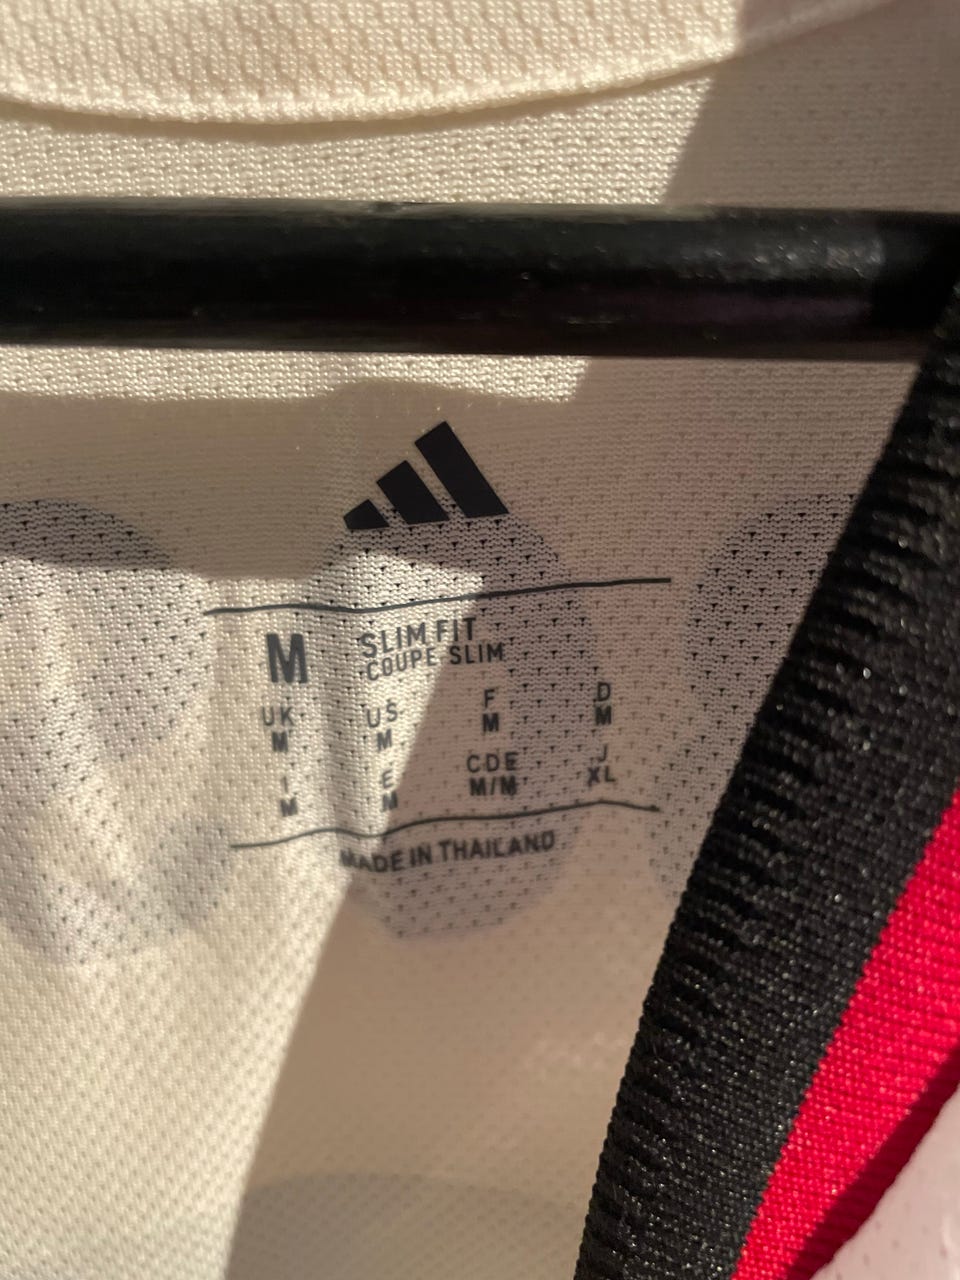 M SLIM FIT
COUPE SLIM
UK US F D
M M M M
I E CDE J
M M M/M XL
MADE IN THAILAND